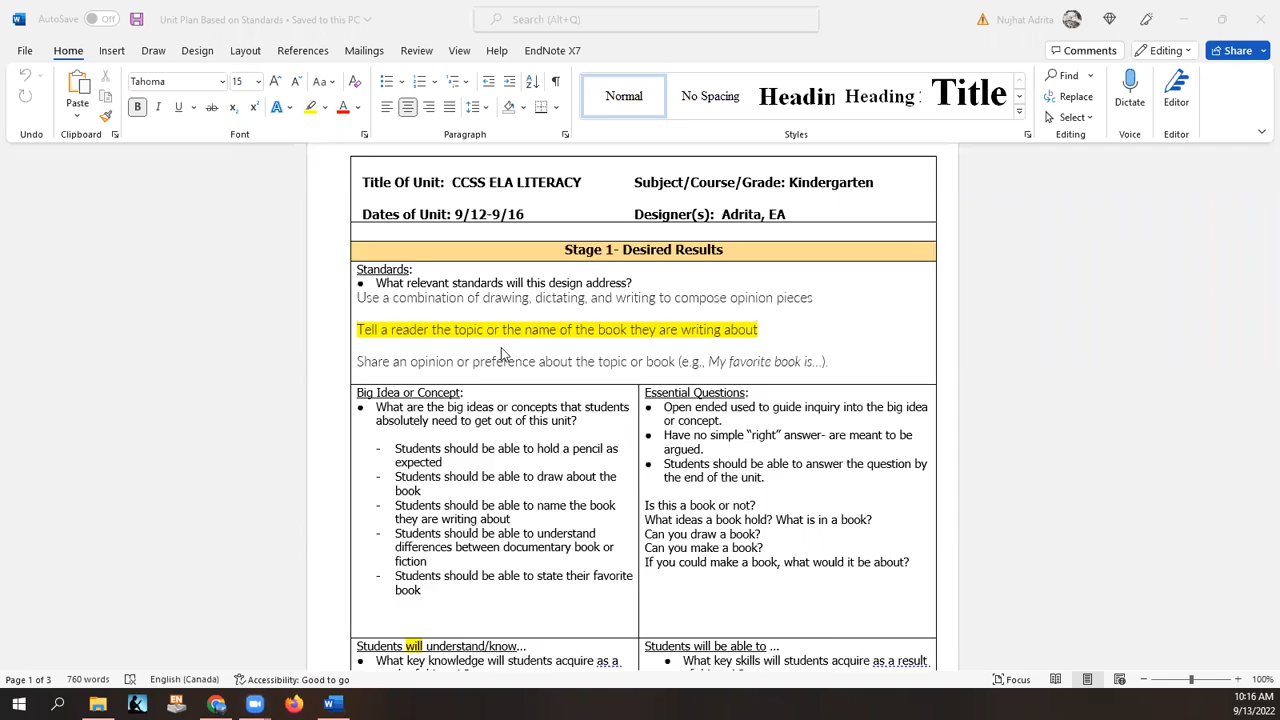 AutoSave Off Unit Plan Based on Standards • Saved to this PC Search (Alt+Q) Nujhat Adrita
File Home Insert Draw Design Layout References Mailings Review View Help EndNote X7 Comments Editing Share
Tahoma 15 Aa Normal No Spacing Headin Heading Title Find
Paste Replace Dictate Editor
B I U ab x₂ x² A A Select
Undo Clipboard Font Paragraph Styles Editing Voice Editor
Title Of Unit: CCSS ELA LITERACY Subject/Course/Grade: Kindergarten
Dates of Unit: 9/12-9/16 Designer(s): Adrita, EA
Stage 1- Desired Results
Standards:
● What relevant standards will this design address?
Use a combination of drawing, dictating, and writing to compose opinion pieces
Tell a reader the topic or the name of the book they are writing about
Share an opinion or preference about the topic or book (e.g., My favorite book is...).
Big Idea or Concept:
● What are the big ideas or concepts that students
absolutely need to get out of this unit?
- Students should be able to hold a pencil as
expected
- Students should be able to draw about the
book
- Students should be able to name the book
they are writing about
- Students should be able to understand
differences between documentary book or
fiction
- Students should be able to state their favorite
book
Essential Questions:
● Open ended used to guide inquiry into the big idea
or concept.
● Have no simple “right” answer- are meant to be
argued.
● Students should be able to answer the question by
the end of the unit.
Is this a book or not?
What ideas a book hold? What is in a book?
Can you draw a book?
Can you make a book?
If you could make a book, what would it be about?
Students will understand/know...
● What key knowledge will students acquire as a
Students will be able to ...
● What key skills will students acquire as a result
Page 1 of 3 760 words English (Canada) Accessibility: Good to go Focus 100%
EN
10:16 AM
9/13/2022